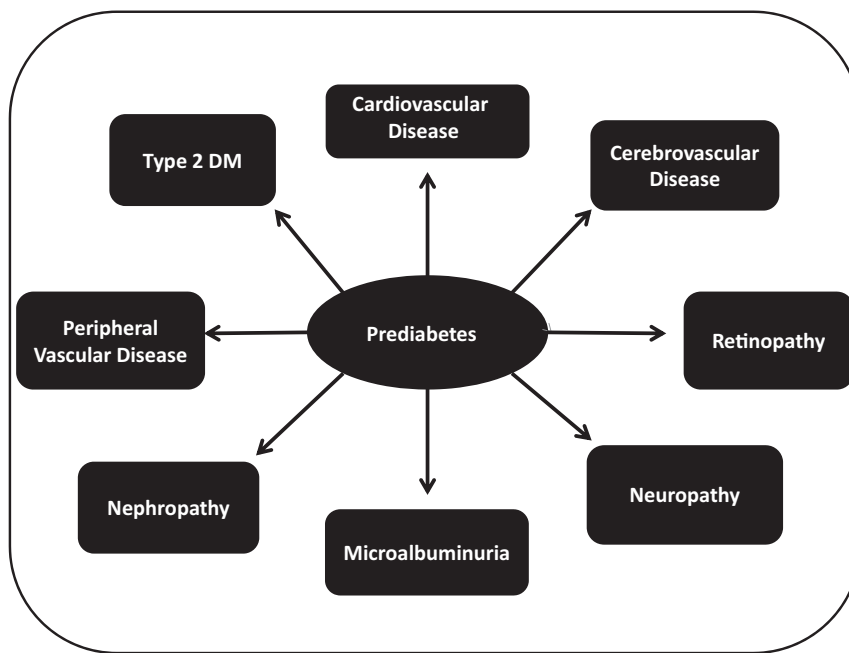 Cardiovascular
Disease
Type 2 DM
Cerebrovascular
Disease
Peripheral
Vascular Disease
Prediabetes
Retinopathy
Nephropathy
Neuropathy
Microalbuminuria